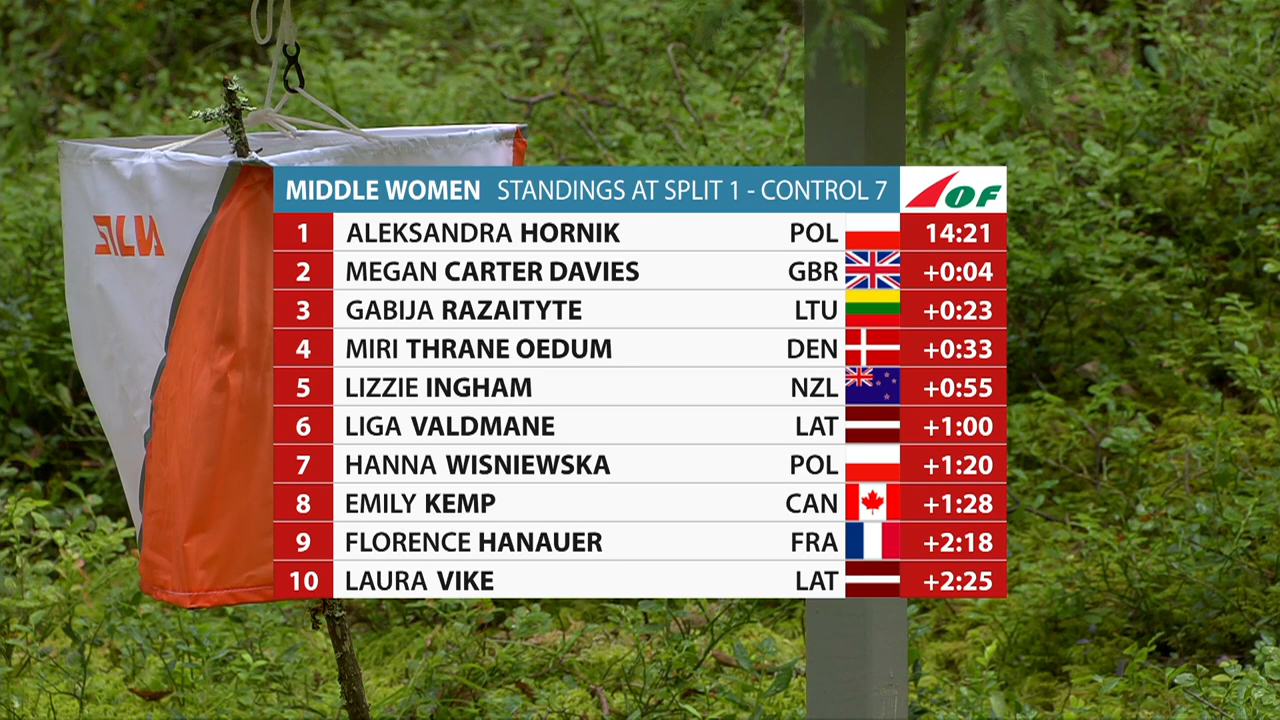 MIDDLE WOMEN STANDINGS AT SPLIT 1 - CONTROL 7 IOF
1 ALEKSANDRA HORNIK POL 14:21
2 MEGAN CARTER DAVIES GBR +0:04
3 GABIJA RAZAITYTE LTU +0:23
4 MIRI THRANE OEDUM DEN +0:33
5 LIZZIE INGHAM NZL +0:55
6 LIGA VALDMANE LAT +1:00
7 HANNA WISNIEWSKA POL +1:20
8 EMILY KEMP CAN +1:28
9 FLORENCE HANAUER FRA +2:18
10 LAURA VIKE LAT +2:25
SILVA